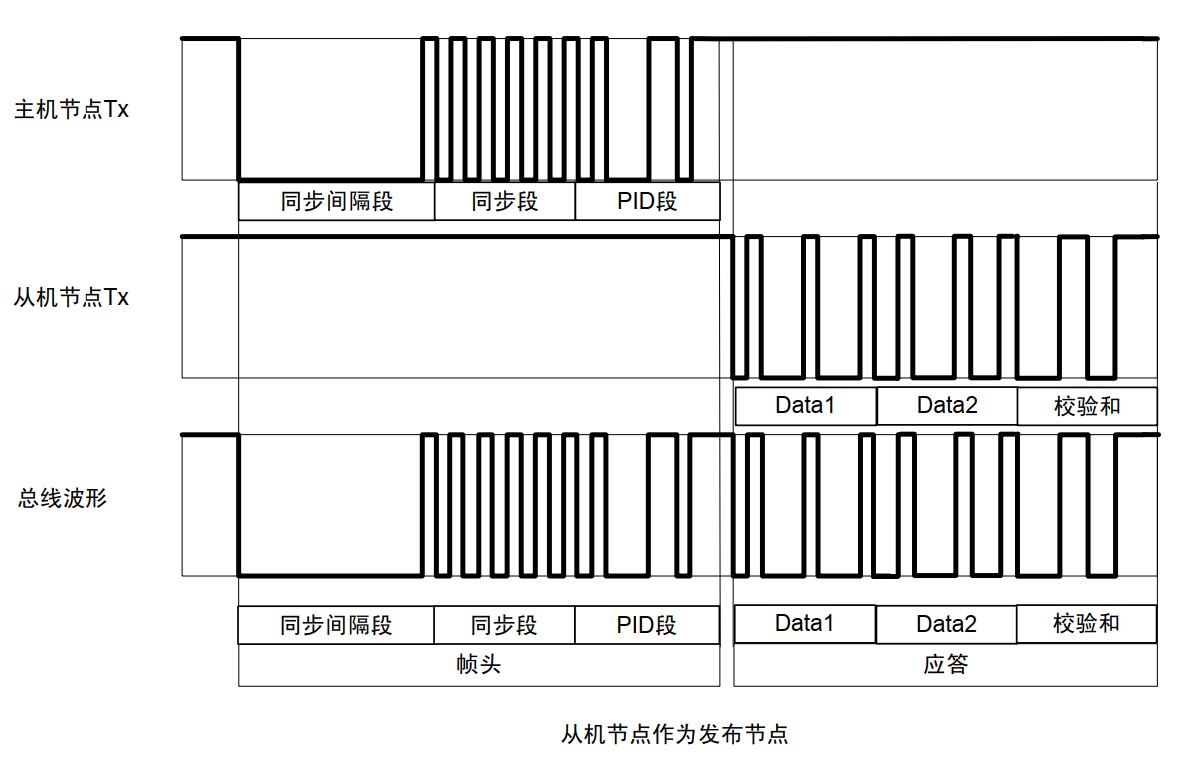 主机节点Tx
同步间隔段 同步段 PID段
从机节点Tx
Data1 Data2 校验和
总线波形
同步间隔段 同步段 PID段 Data1 Data2 校验和
帧头 应答
从机节点作为发布节点